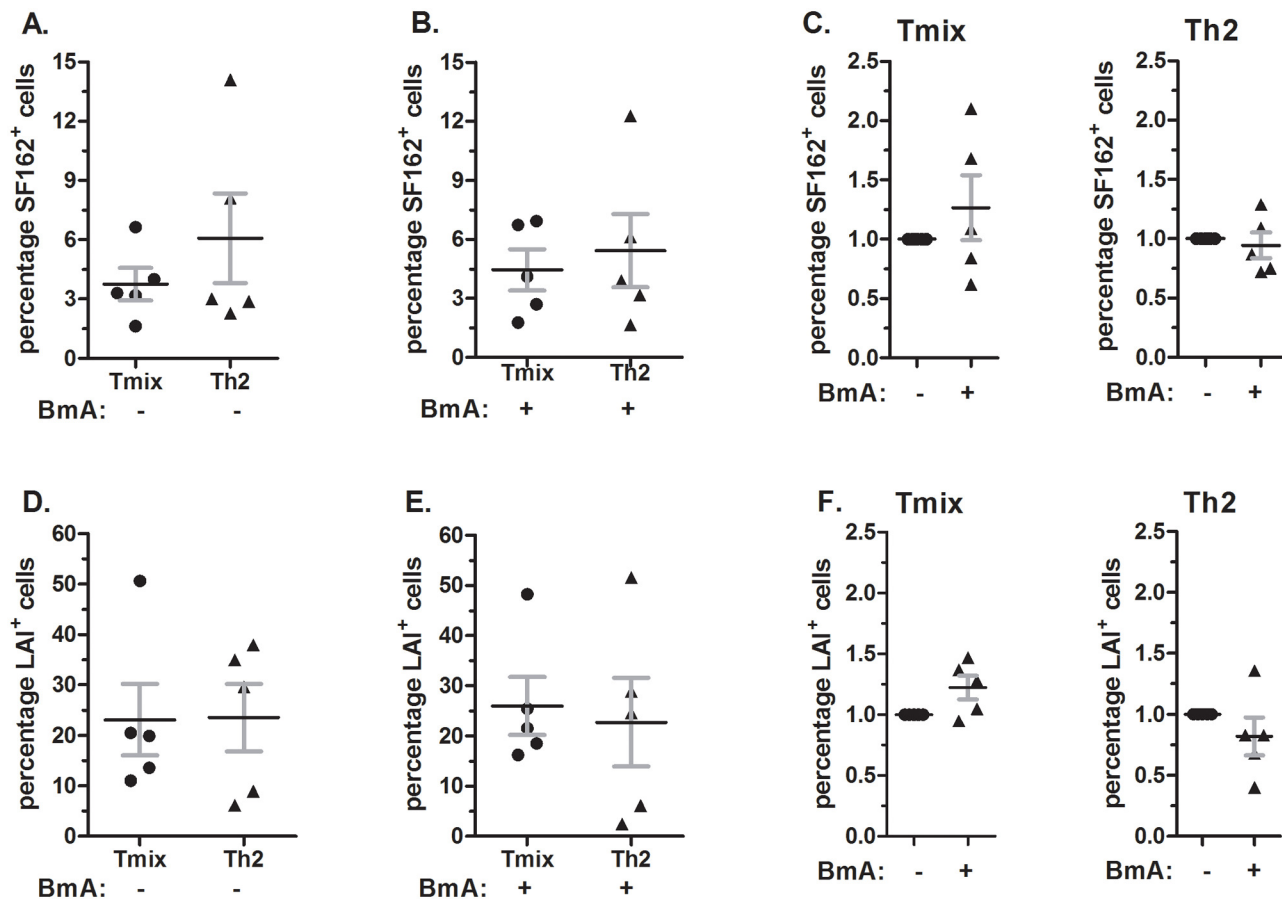 A.
percentage SF162⁺ cells
15
12
9
6
3
0
Tmix Th2
BmA: - -
B.
percentage SF162⁺ cells
15
12
9
6
3
0
Tmix Th2
BmA: + +
C.
Tmix
percentage SF162⁺ cells
2.5
2.0
1.5
1.0
0.5
0.0
BmA: - +
Th2
percentage SF162⁺ cells
2.5
2.0
1.5
1.0
0.5
0.0
BmA: - +
D.
percentage LAI⁺ cells
60
50
40
30
20
10
0
Tmix Th2
BmA: - -
E.
percentage LAI⁺ cells
60
50
40
30
20
10
0
Tmix Th2
BmA: + +
F.
Tmix
percentage LAI⁺ cells
2.5
2.0
1.5
1.0
0.5
0.0
BmA: - +
Th2
percentage LAI⁺ cells
2.5
2.0
1.5
1.0
0.5
0.0
BmA: - +